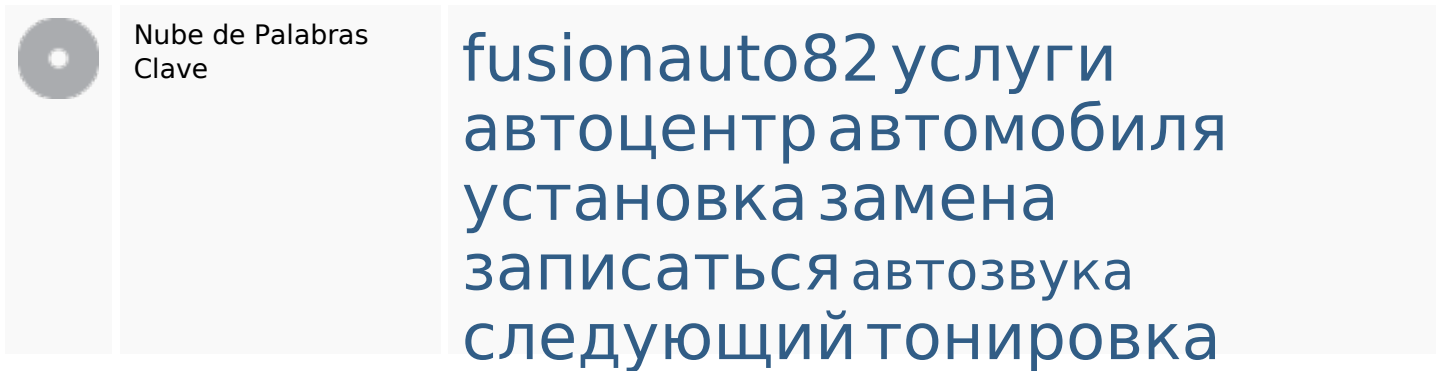 Nube de Palabras
Clave
fusionauto82 услуги
автоцентр автомобиля
установка замена
записаться автозвука
следующий тонировка